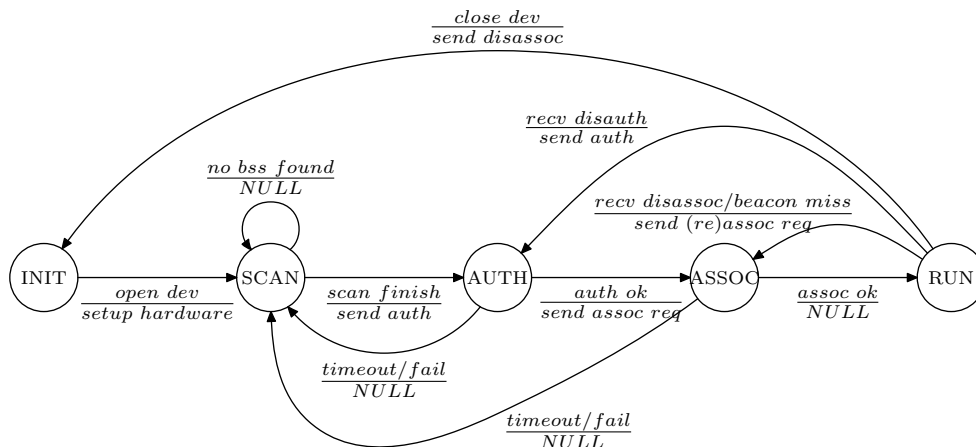 close dev
send disassoc
recv disauth
send auth
no bss found
NULL
recv disassoc/beacon miss
send (re)assoc req
INIT
SCAN
AUTH
ASSOC
RUN
open dev
setup hardware
scan finish
send auth
auth ok
send assoc req
assoc ok
NULL
timeout/fail
NULL
timeout/fail
NULL